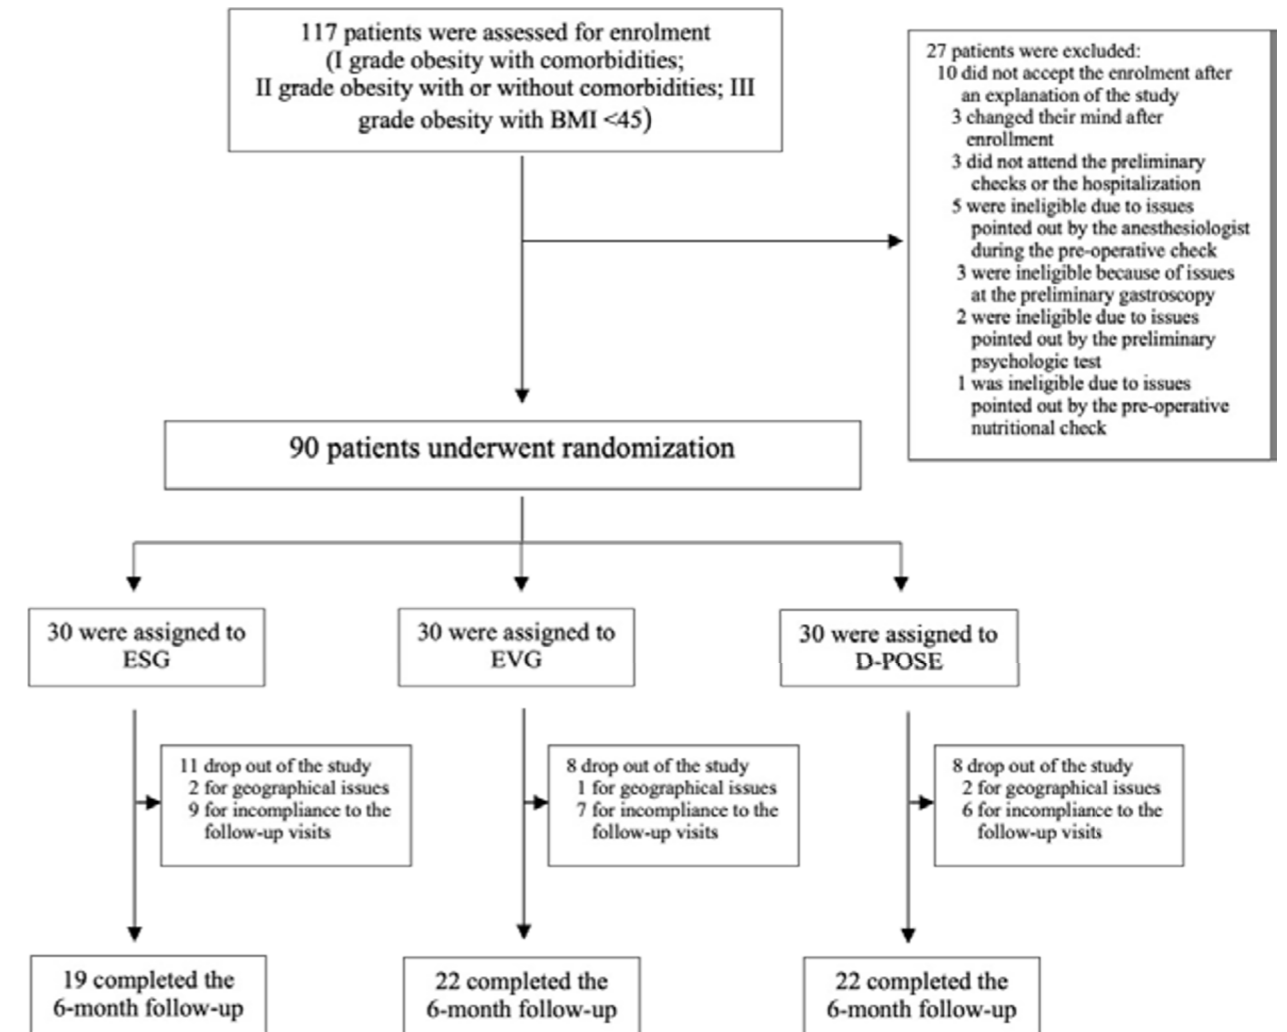 117 patients were assessed for enrolment
(I grade obesity with comorbidities;
II grade obesity with or without comorbidities; III
grade obesity with BMI <45)
27 patients were excluded:
10 did not accept the enrolment after
an explanation of the study
3 changed their mind after
enrollment
3 did not attend the preliminary
checks or the hospitalization
5 were ineligible due to issues
pointed out by the anesthesiologist
during the pre-operative check
3 were ineligible because of issues
at the preliminary gastroscopy
2 were ineligible due to issues
pointed out by the preliminary
psychologic test
1 was ineligible due to issues
pointed out by the pre-operative
nutritional check
90 patients underwent randomization
30 were assigned to
ESG
30 were assigned to
EVG
30 were assigned to
D-POSE
11 drop out of the study
2 for geographical issues
9 for incompliance to the
follow-up visits
8 drop out of the study
1 for geographical issues
7 for incompliance to the
follow-up visits
8 drop out of the study
2 for geographical issues
6 for incompliance to the
follow-up visits
19 completed the
6-month follow-up
22 completed the
6-month follow-up
22 completed the
6-month follow-up